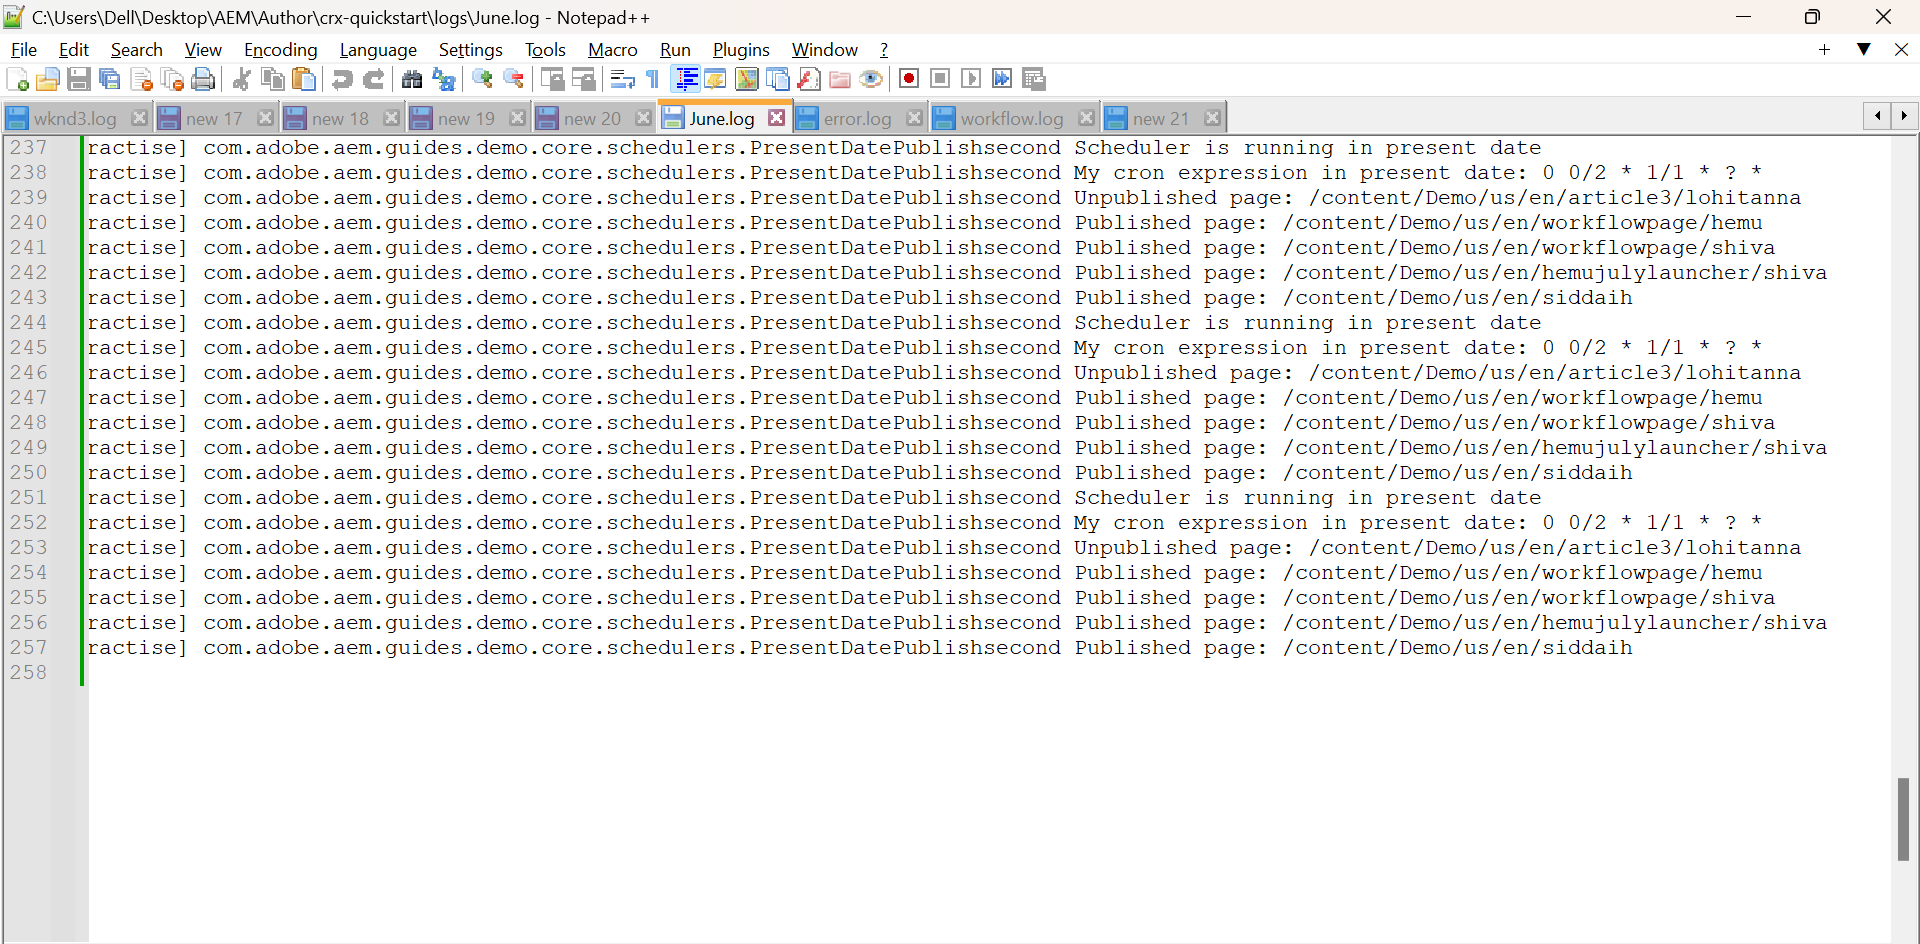 C:\Users\Dell\Desktop\AEM\Author\crx-quickstart\logs\June.log - Notepad++
File Edit Search View Encoding Language Settings Tools Macro Run Plugins Window ?
wknd3.log new 17 new 18 new 19 new 20 June.log error.log workflow.log new 21
237 ractise] com.adobe.aem.guides.demo.core.schedulers.PresentDatePublishsecond Scheduler is running in present date
238 ractise] com.adobe.aem.guides.demo.core.schedulers.PresentDatePublishsecond My cron expression in present date: 0 0/2 * 1/1 * ? *
239 ractise] com.adobe.aem.guides.demo.core.schedulers.PresentDatePublishsecond Unpublished page: /content/Demo/us/en/article3/lohitanna
240 ractise] com.adobe.aem.guides.demo.core.schedulers.PresentDatePublishsecond Published page: /content/Demo/us/en/workflowpage/hemu
241 ractise] com.adobe.aem.guides.demo.core.schedulers.PresentDatePublishsecond Published page: /content/Demo/us/en/workflowpage/shiva
242 ractise] com.adobe.aem.guides.demo.core.schedulers.PresentDatePublishsecond Published page: /content/Demo/us/en/hemujulylauncher/shiva
243 ractise] com.adobe.aem.guides.demo.core.schedulers.PresentDatePublishsecond Published page: /content/Demo/us/en/siddaih
244 ractise] com.adobe.aem.guides.demo.core.schedulers.PresentDatePublishsecond Scheduler is running in present date
245 ractise] com.adobe.aem.guides.demo.core.schedulers.PresentDatePublishsecond My cron expression in present date: 0 0/2 * 1/1 * ? *
246 ractise] com.adobe.aem.guides.demo.core.schedulers.PresentDatePublishsecond Unpublished page: /content/Demo/us/en/article3/lohitanna
247 ractise] com.adobe.aem.guides.demo.core.schedulers.PresentDatePublishsecond Published page: /content/Demo/us/en/workflowpage/hemu
248 ractise] com.adobe.aem.guides.demo.core.schedulers.PresentDatePublishsecond Published page: /content/Demo/us/en/workflowpage/shiva
249 ractise] com.adobe.aem.guides.demo.core.schedulers.PresentDatePublishsecond Published page: /content/Demo/us/en/hemujulylauncher/shiva
250 ractise] com.adobe.aem.guides.demo.core.schedulers.PresentDatePublishsecond Published page: /content/Demo/us/en/siddaih
251 ractise] com.adobe.aem.guides.demo.core.schedulers.PresentDatePublishsecond Scheduler is running in present date
252 ractise] com.adobe.aem.guides.demo.core.schedulers.PresentDatePublishsecond My cron expression in present date: 0 0/2 * 1/1 * ? *
253 ractise] com.adobe.aem.guides.demo.core.schedulers.PresentDatePublishsecond Unpublished page: /content/Demo/us/en/article3/lohitanna
254 ractise] com.adobe.aem.guides.demo.core.schedulers.PresentDatePublishsecond Published page: /content/Demo/us/en/workflowpage/hemu
255 ractise] com.adobe.aem.guides.demo.core.schedulers.PresentDatePublishsecond Published page: /content/Demo/us/en/workflowpage/shiva
256 ractise] com.adobe.aem.guides.demo.core.schedulers.PresentDatePublishsecond Published page: /content/Demo/us/en/hemujulylauncher/shiva
257 ractise] com.adobe.aem.guides.demo.core.schedulers.PresentDatePublishsecond Published page: /content/Demo/us/en/siddaih
258